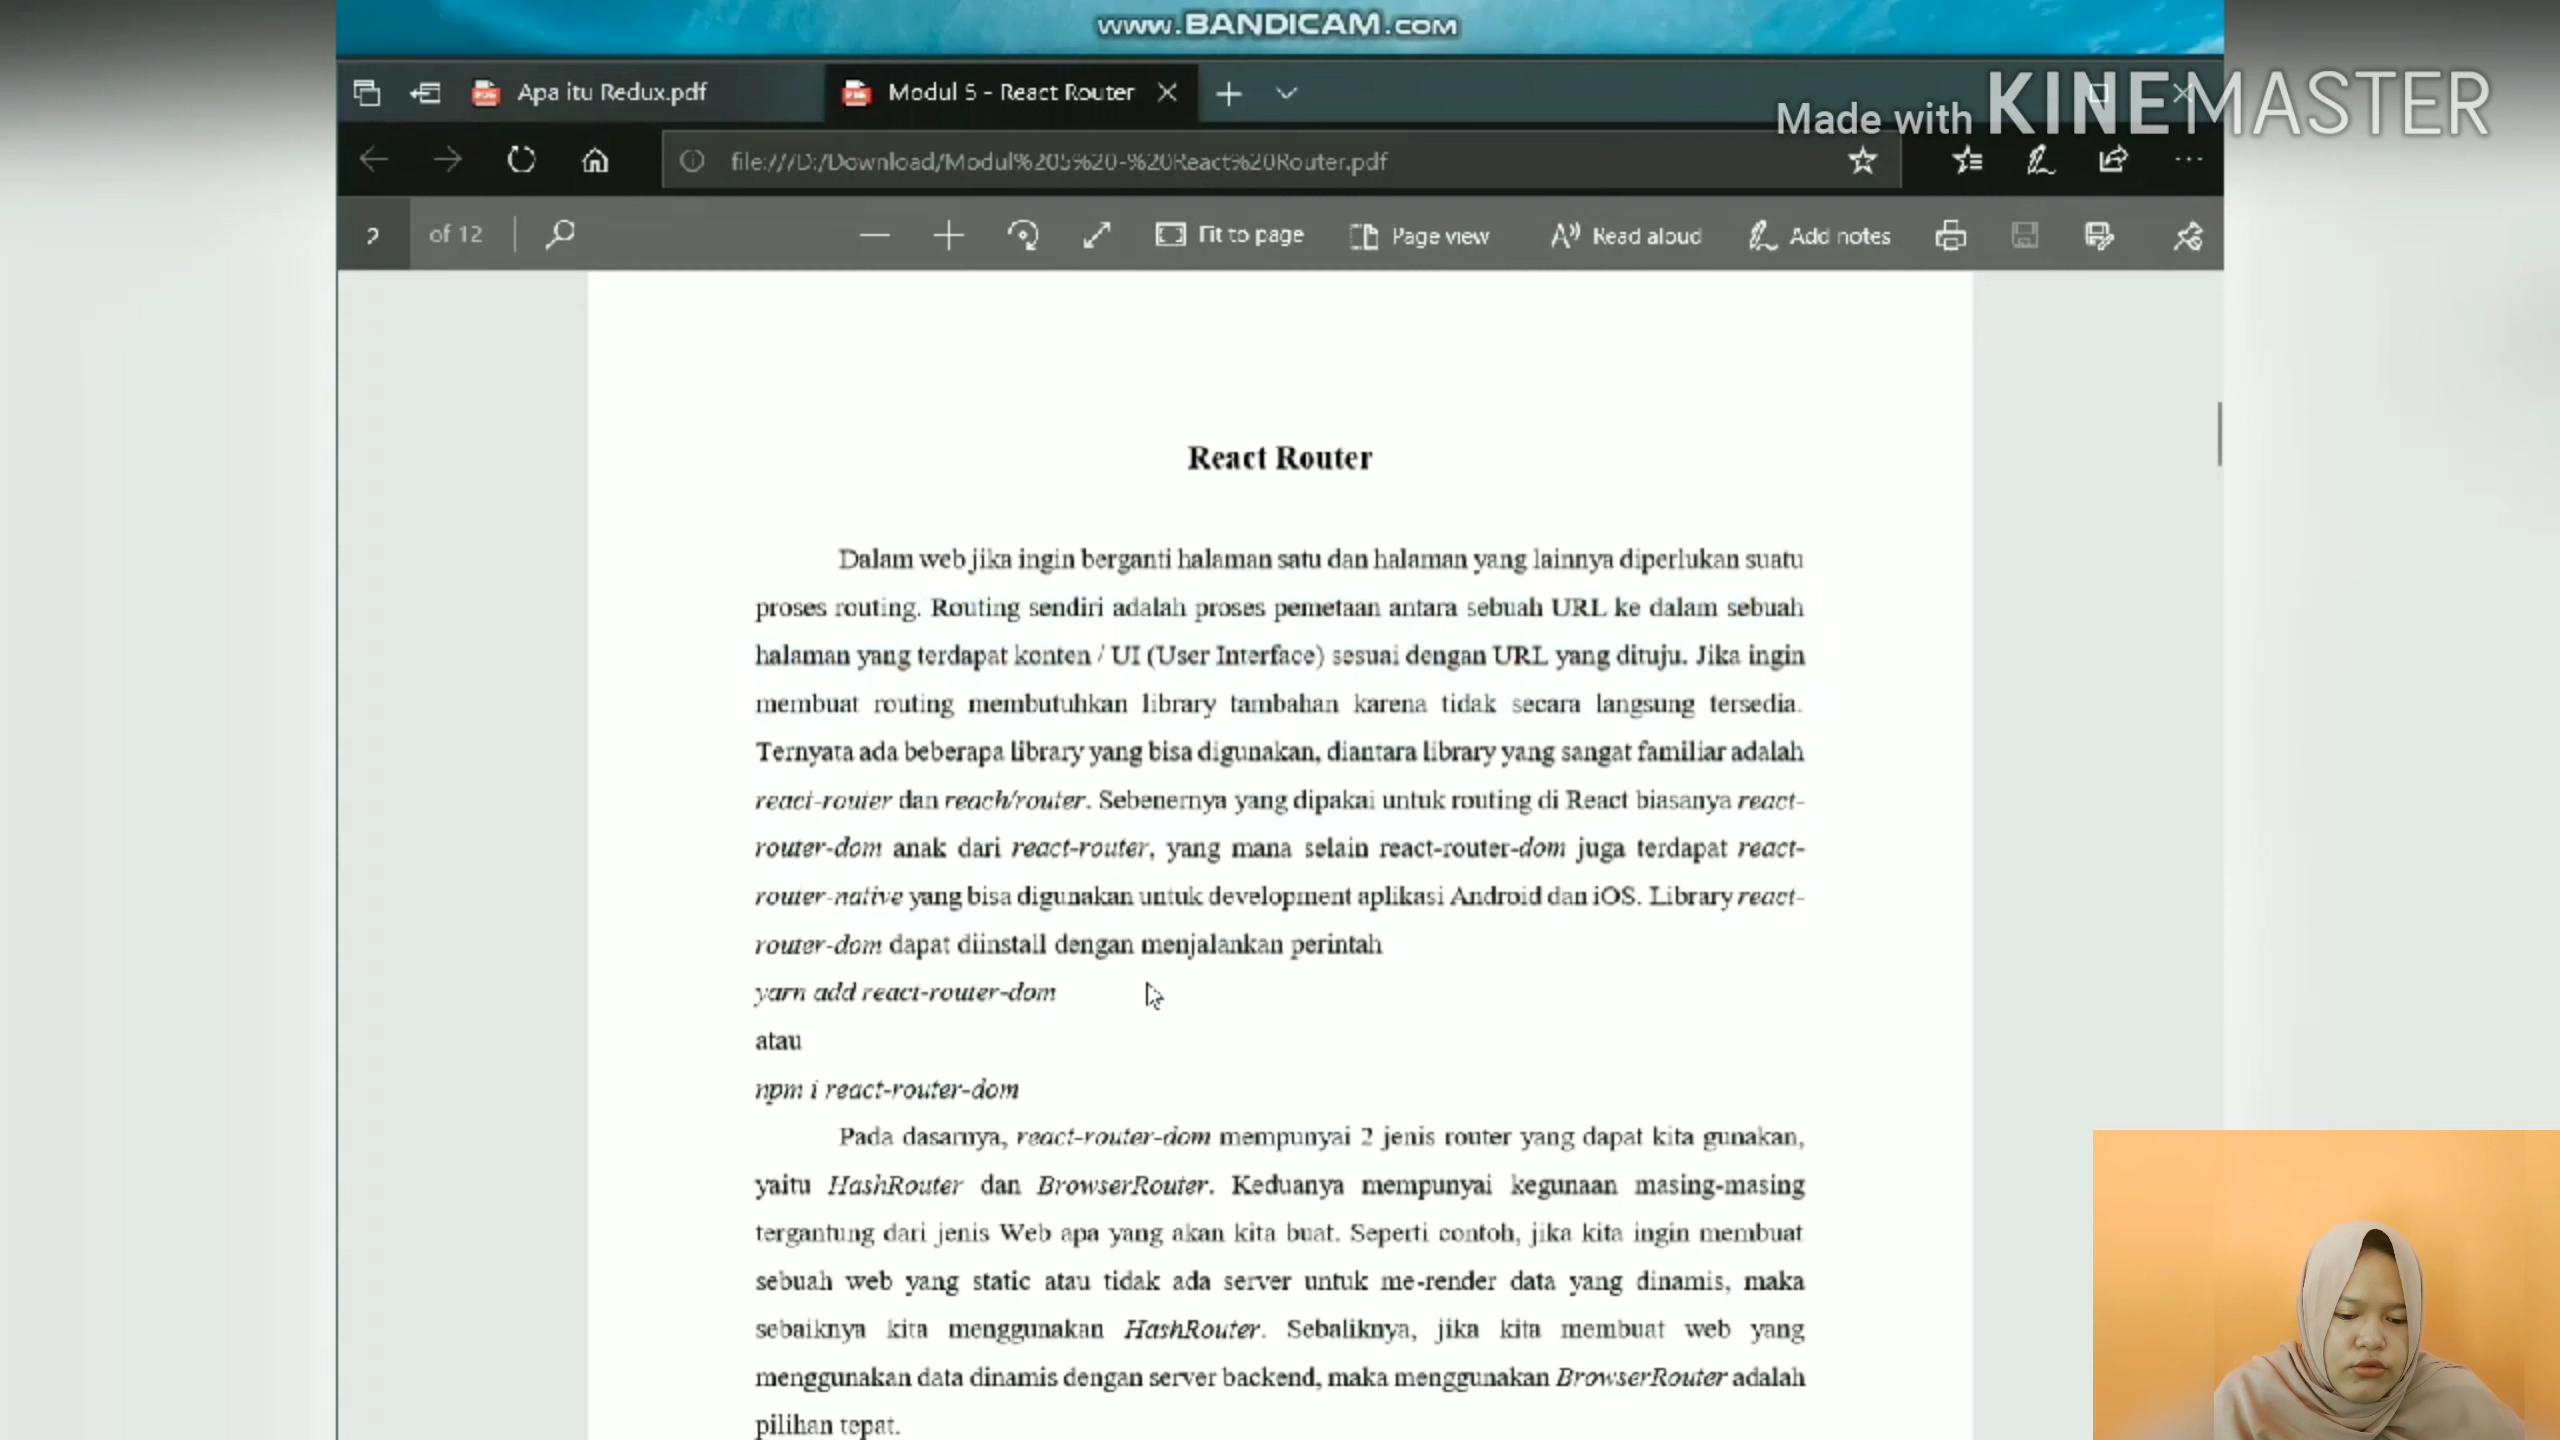 www.BANDICAM.com
Apa itu Redux.pdf
Modul 5 - React Router
Made with KINEMASTER
file:///D:/Download/Modul%205%20-%20React%20Router.pdf
2 of 12
Fit to page
Page view
Read aloud
Add notes
React Router
Dalam web jika ingin berganti halaman satu dan halaman yang lainnya diperlukan suatu
proses routing. Routing sendiri adalah proses pemetaan antara sebuah URL ke dalam sebuah
halaman yang terdapat konten / UI (User Interface) sesuai dengan URL yang dituju. Jika ingin
membuat routing membutuhkan library tambahan karena tidak secara langsung tersedia.
Ternyata ada beberapa library yang bisa digunakan, diantara library yang sangat familiar adalah
react-router dan reach/router. Sebenernya yang dipakai untuk routing di React biasanya react-
router-dom anak dari react-router, yang mana selain react-router-dom juga terdapat react-
router-native yang bisa digunakan untuk development aplikasi Android dan iOS. Library react-
router-dom dapat diinstall dengan menjalankan perintah
yarn add react-router-dom
atau
npm i react-router-dom
Pada dasarnya, react-router-dom mempunyai 2 jenis router yang dapat kita gunakan,
yaitu HashRouter dan BrowserRouter. Keduanya mempunyai kegunaan masing-masing
tergantung dari jenis Web apa yang akan kita buat. Seperti contoh, jika kita ingin membuat
sebuah web yang static atau tidak ada server untuk me-render data yang dinamis, maka
sebaiknya kita menggunakan HashRouter. Sebaliknya, jika kita membuat web yang
menggunakan data dinamis dengan server backend, maka menggunakan BrowserRouter adalah
pilihan tepat.